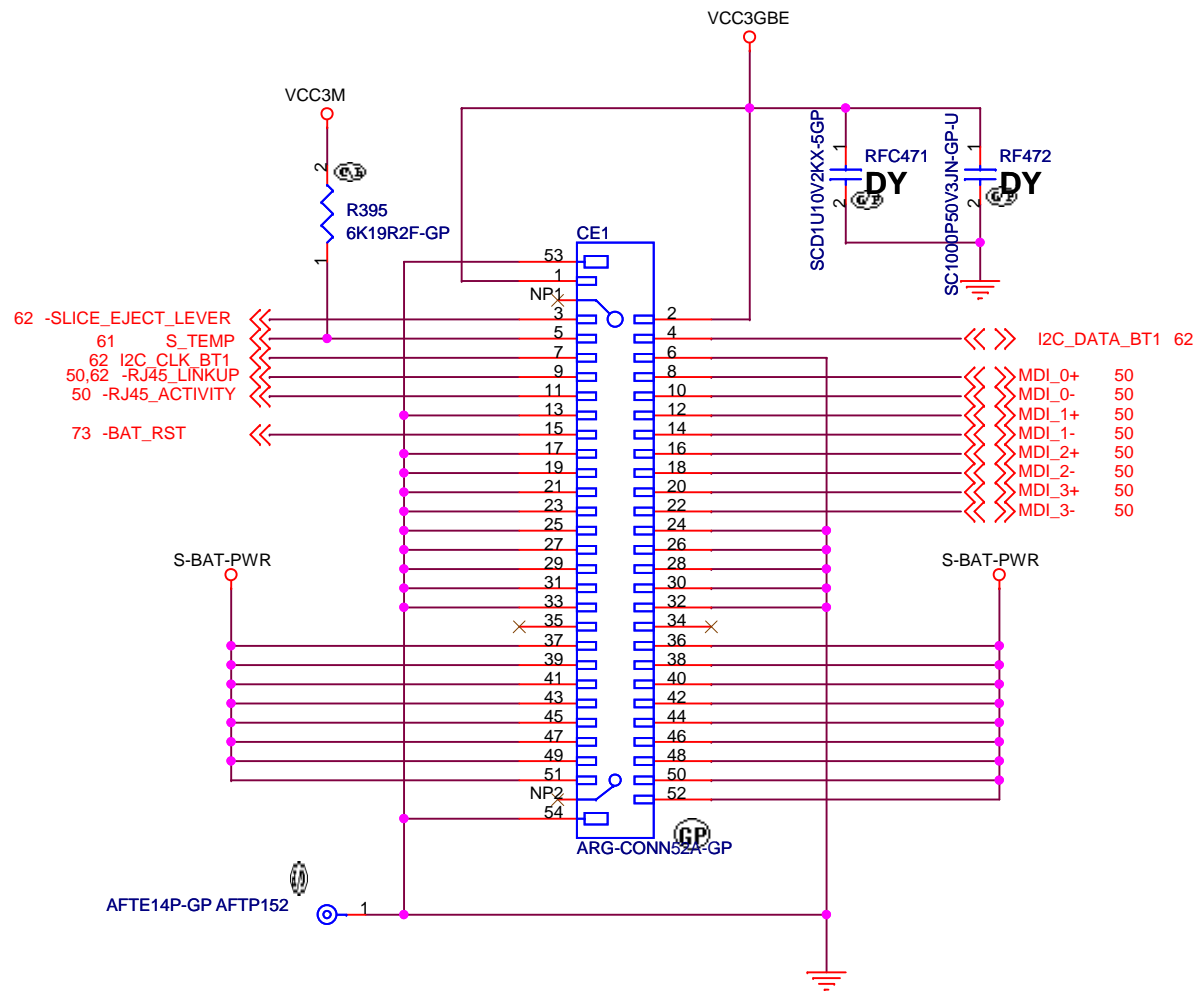 VCC3GBE
VCC3M
2
R395
6K19R2F-GP
1
SCD1U10V2KX-5GP
1
RFC471
DY
2
SC1000P50V3JN-GP-U
1
RF472
DY
2
CE1
53
1
NP1
62 -SLICE_EJECT_LEVER 3 2
61 S_TEMP 5 4 I2C_DATA_BT1 62
62 I2C_CLK_BT1 7 6
50,62 -RJ45_LINKUP 9 8 MDI_0+ 50
50 -RJ45_ACTIVITY 11 10 MDI_0- 50
13 12 MDI_1+ 50
73 -BAT_RST 15 14 MDI_1- 50
17 16 MDI_2+ 50
19 18 MDI_2- 50
21 20 MDI_3+ 50
23 22 MDI_3- 50
25 24
27 26
S-BAT-PWR 29 28 S-BAT-PWR
31 30
33 32
35 34
37 36
39 38
41 40
43 42
45 44
47 46
49 48
51 50
NP2 52
54
GP
ARG-CONN52A-GP
AFTE14P-GP AFTP152 1